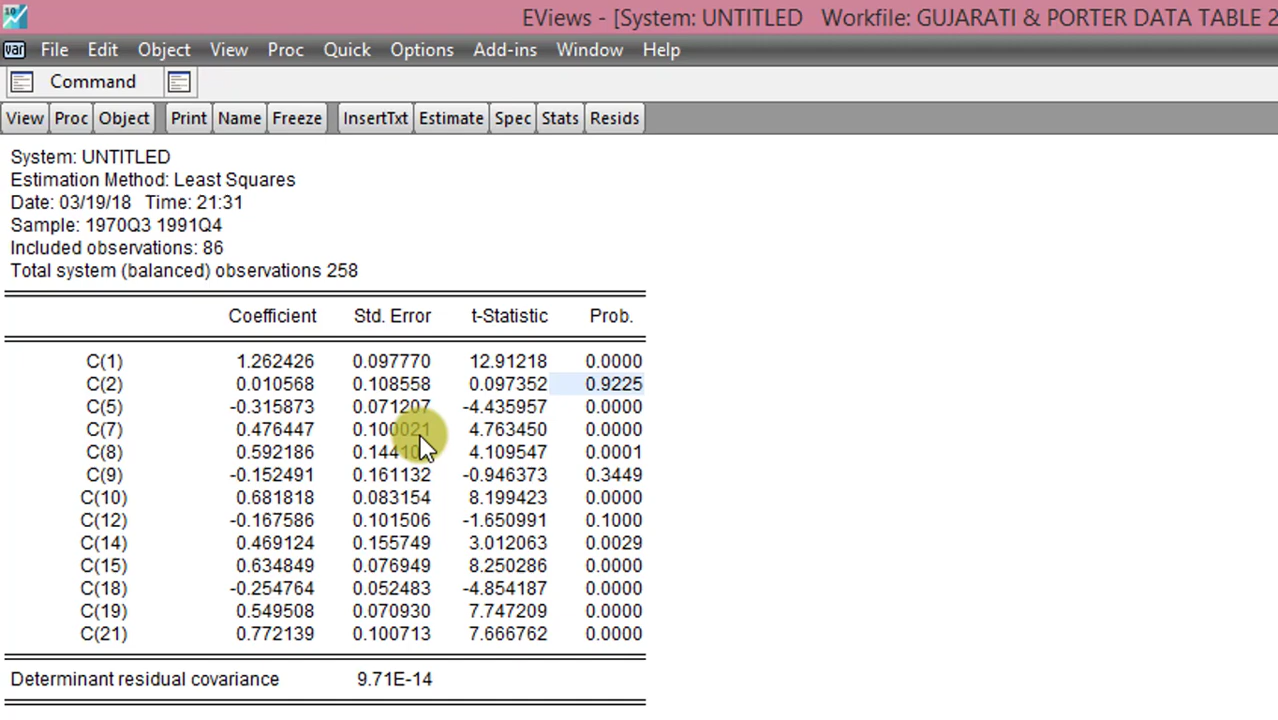 10
EViews - [System: UNTITLED Workfile: GUJARATI & PORTER DATA TABLE 2
var File Edit Object View Proc Quick Options Add-ins Window Help
Command
View Proc Object Print Name Freeze InsertTxt Estimate Spec Stats Resids
System: UNTITLED
Estimation Method: Least Squares
Date: 03/19/18 Time: 21:31
Sample: 1970Q3 1991Q4
Included observations: 86
Total system (balanced) observations 258
Coefficient Std. Error t-Statistic Prob.
C(1) 1.262426 0.097770 12.91218 0.0000
C(2) 0.010568 0.108558 0.097352 0.9225
C(5) -0.315873 0.071207 -4.435957 0.0000
C(7) 0.476447 0.100021 4.763450 0.0000
C(8) 0.592186 4.109547 0.0001
C(9) -0.152491 0.161132 -0.946373 0.3449
C(10) 0.681818 0.083154 8.199423 0.0000
C(12) -0.167586 0.101506 -1.650991 0.1000
C(14) 0.469124 0.155749 3.012063 0.0029
C(15) 0.634849 0.076949 8.250286 0.0000
C(18) -0.254764 0.052483 -4.854187 0.0000
C(19) 0.549508 0.070930 7.747209 0.0000
C(21) 0.772139 0.100713 7.666762 0.0000
Determinant residual covariance 9.71E-14